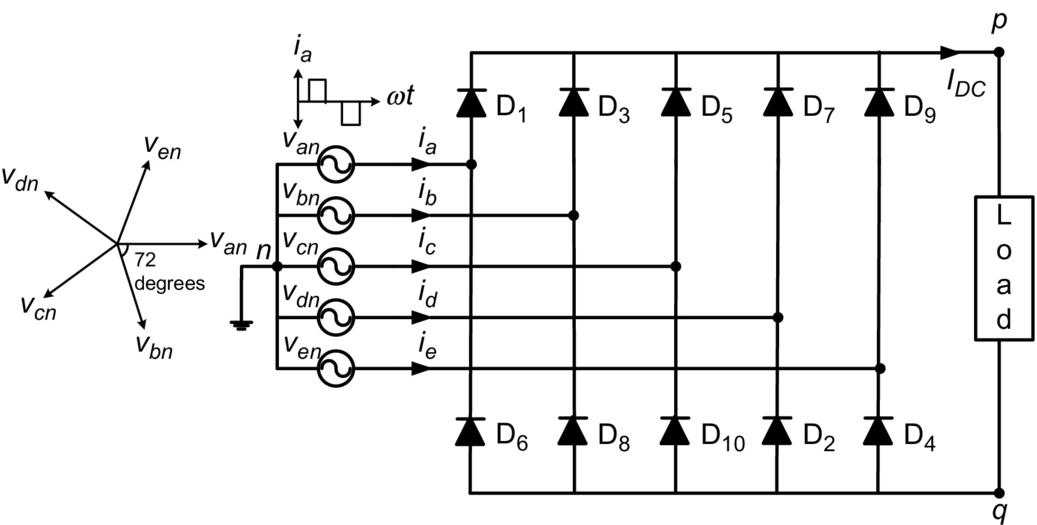 p
i_a
I_DC
ωt
D_1 D_3 D_5 D_7 D_9
v_an i_a
v_en
v_dn
v_bn i_b
L
o
a
d
v_an n v_cn i_c
72
degrees
v_dn i_d
v_cn
v_bn
v_en i_e
D_6 D_8 D_10 D_2 D_4
q